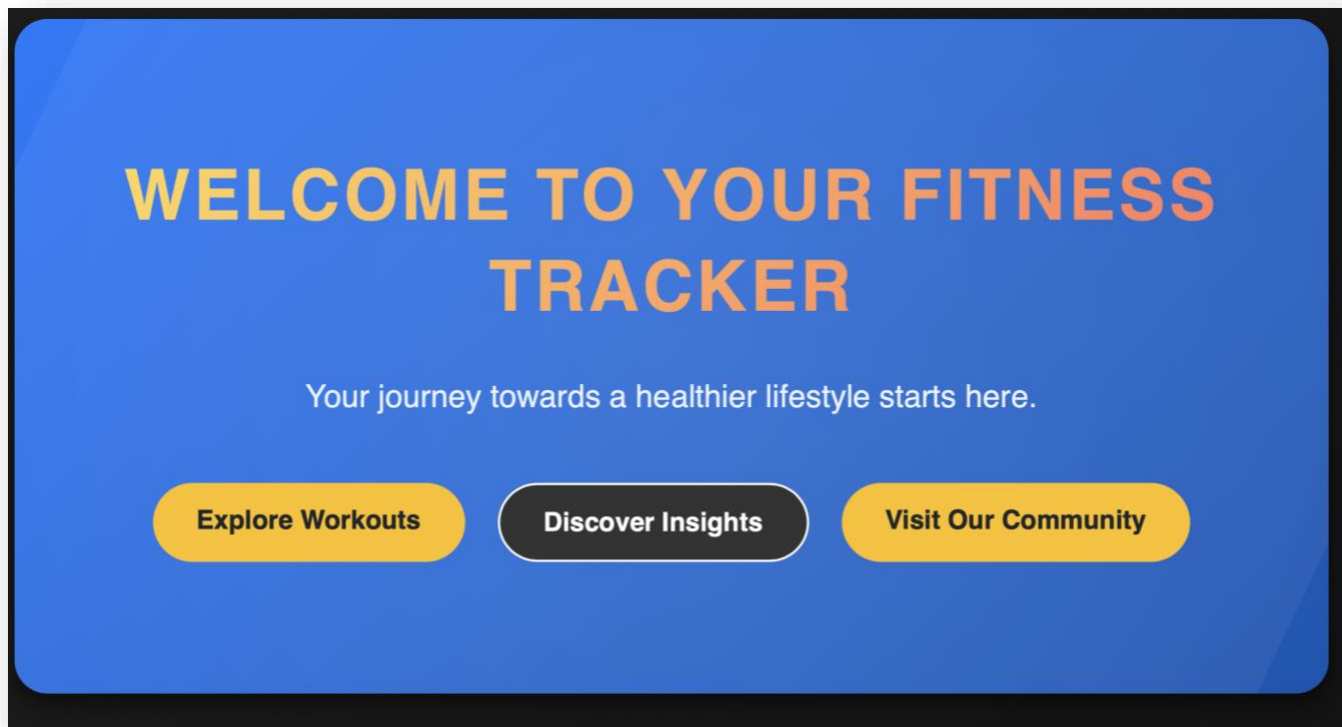 WELCOME TO YOUR FITNESS
TRACKER
Your journey towards a healthier lifestyle starts here.
Explore Workouts
Discover Insights
Visit Our Community